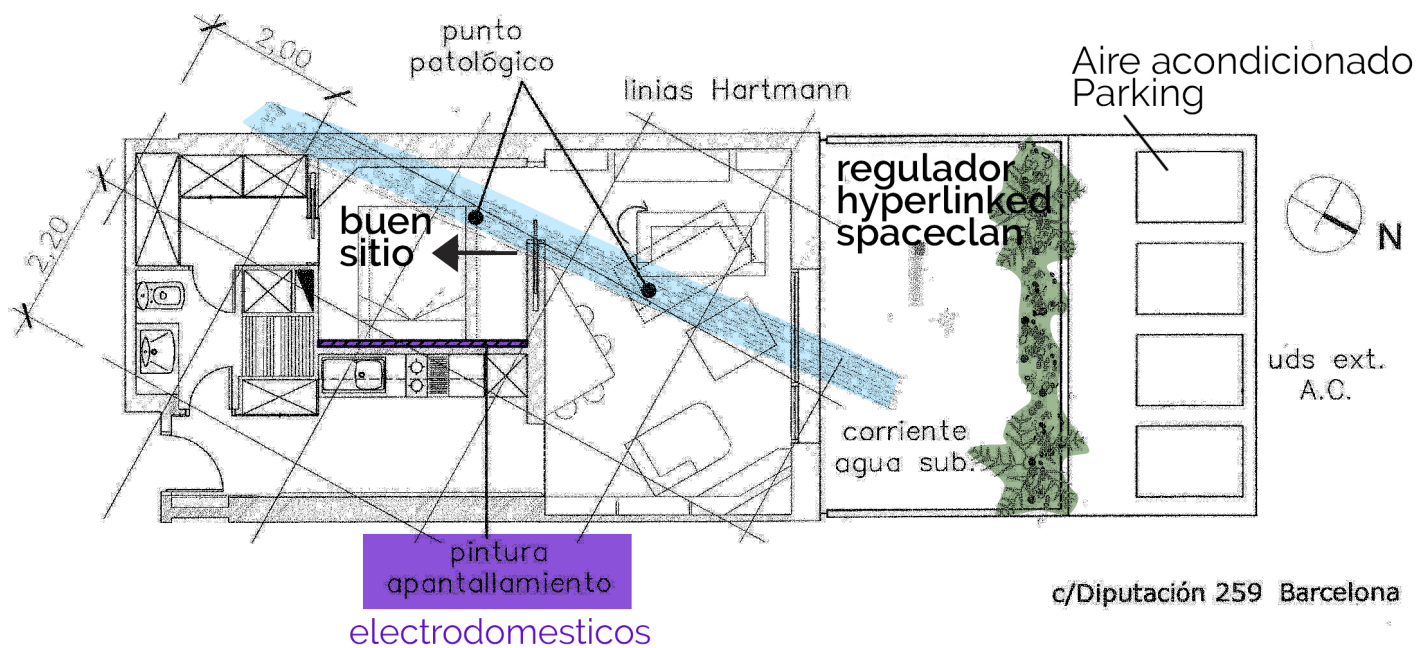 2,00
punto
patológico
linias Hartmann
Aire acondicionado
Parking
2,20
buen
sitio
regulador
hyperlinked
spaceclan
N
uds ext.
A.C.
corriente
agua sub.
pintura
apantallamiento
electrodomesticos
c/Diputación 259 Barcelona